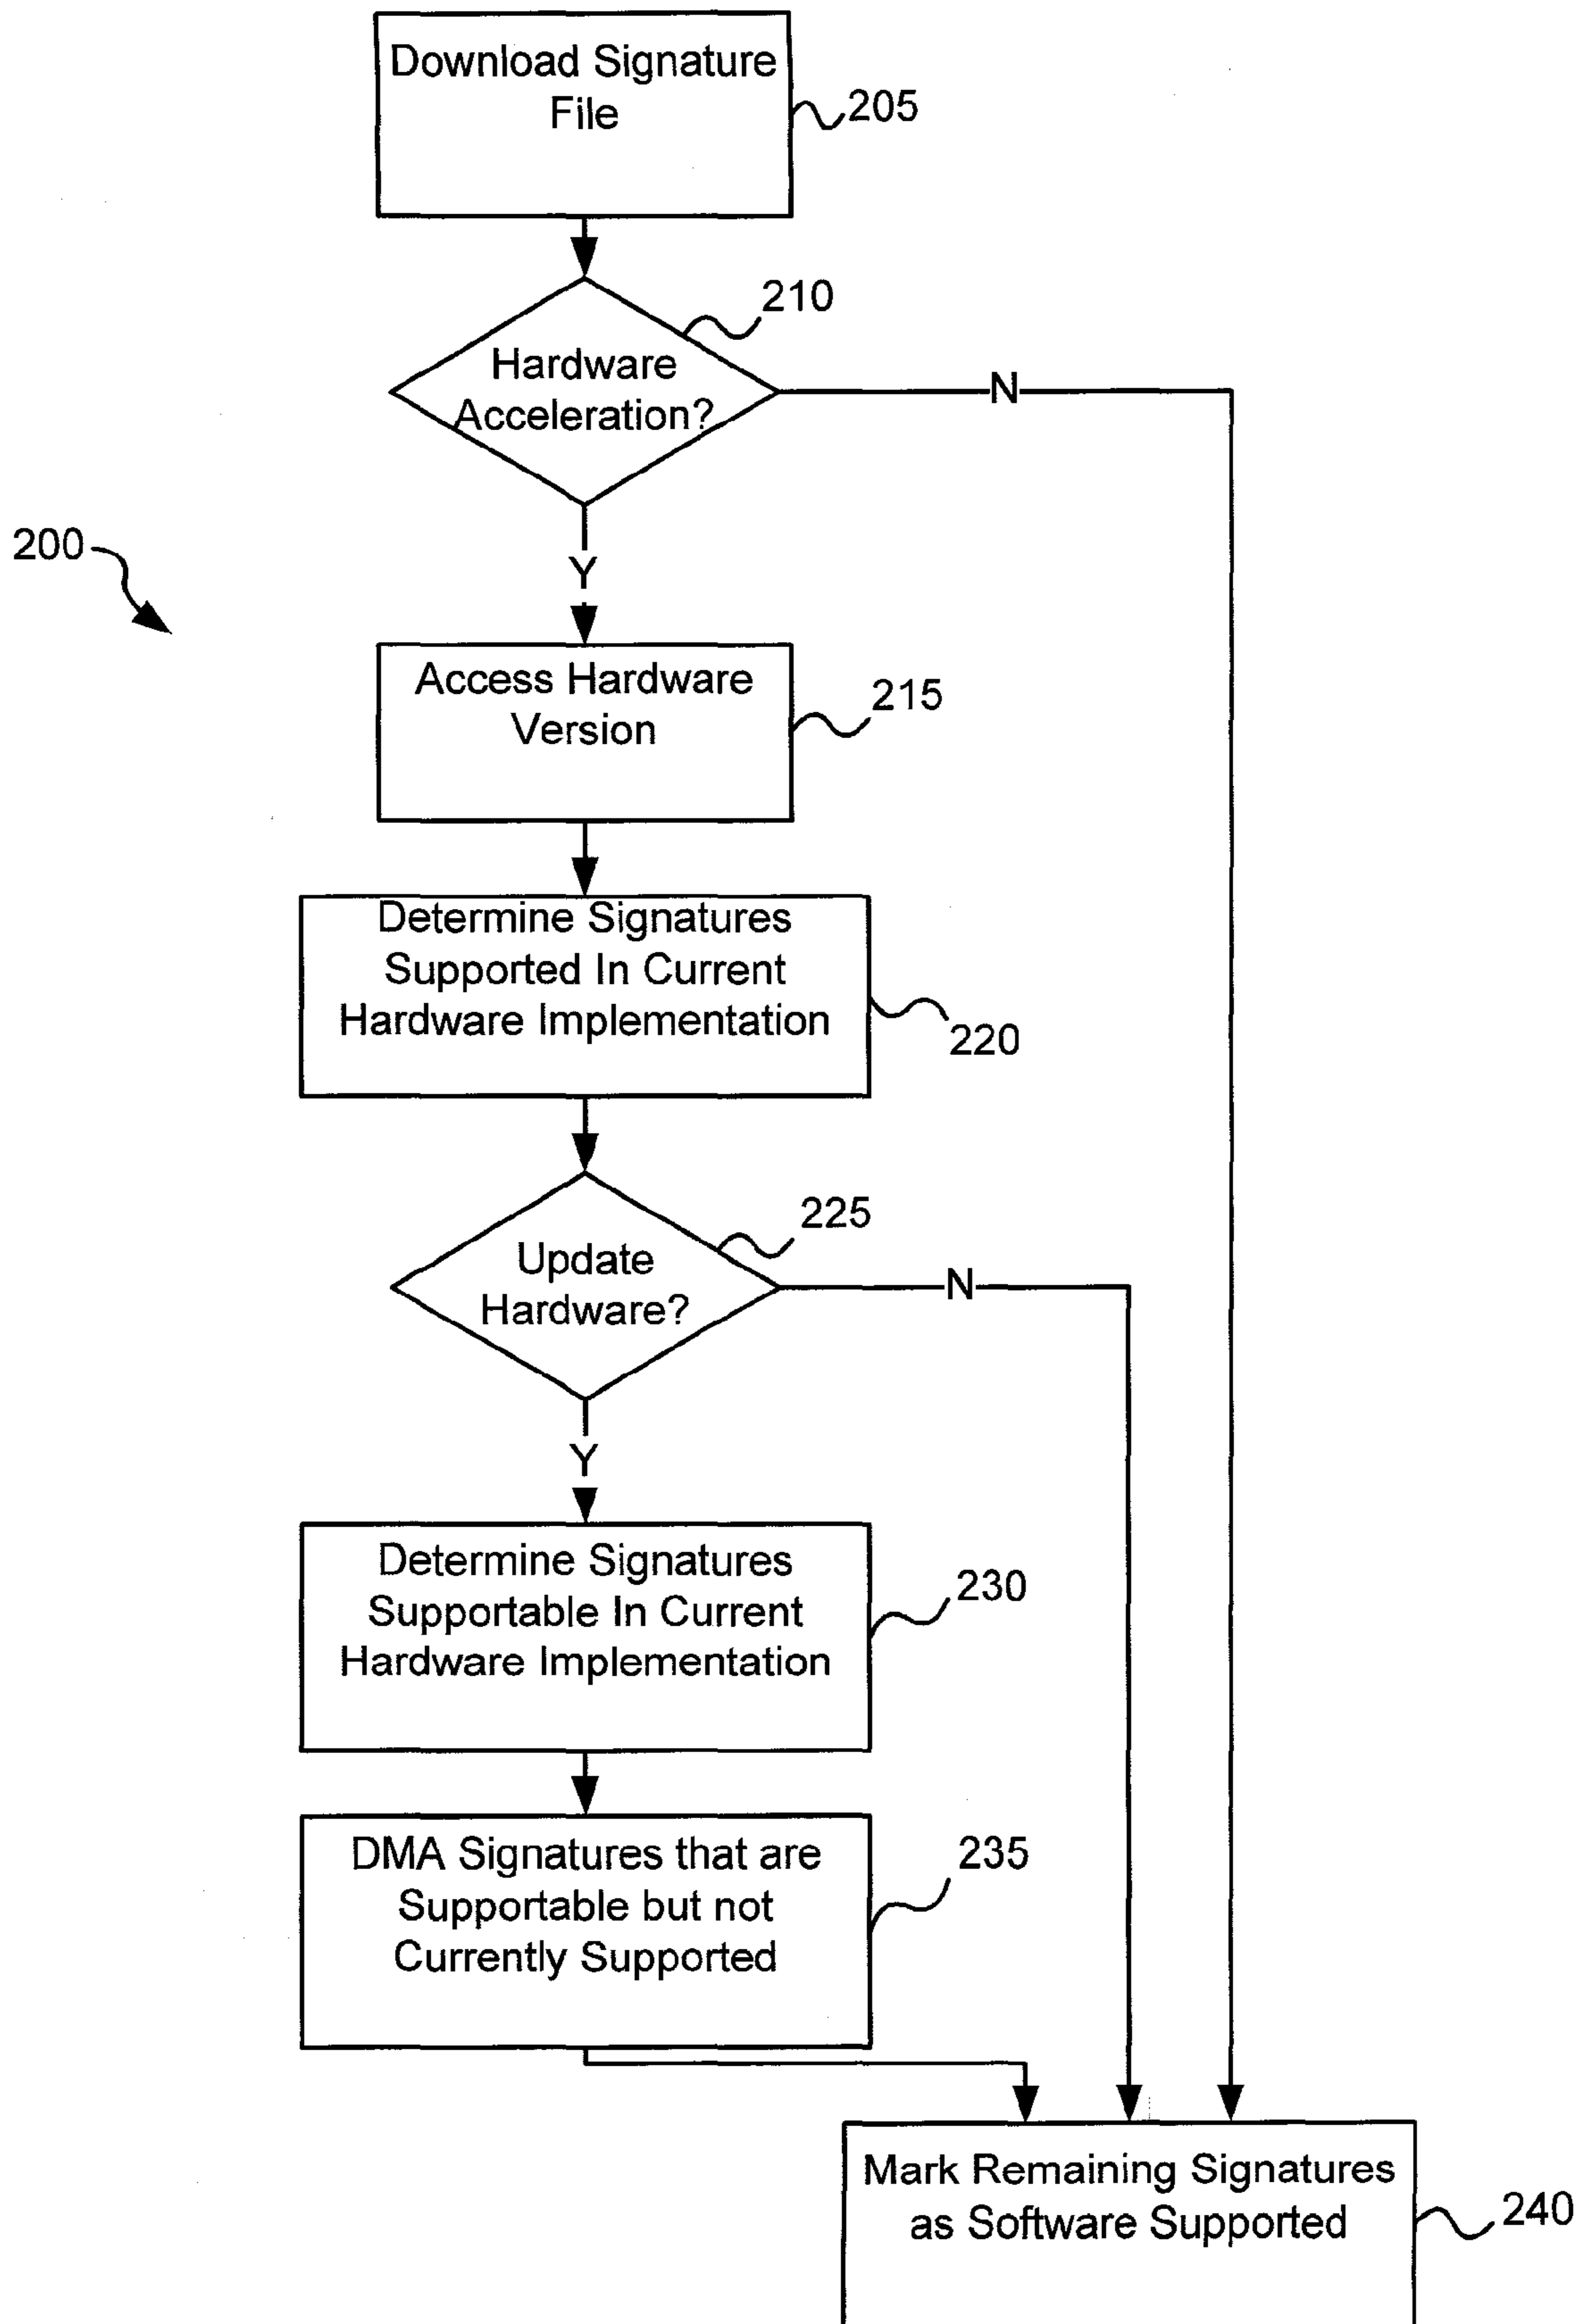 Download Signature
File
205
210
Hardware
Acceleration?
N
200
Y
Access Hardware
Version
215
Determine Signatures
Supported In Current
Hardware Implementation
220
225
Update
Hardware?
N
Y
Determine Signatures
Supportable In Current
Hardware Implementation
230
DMA Signatures that are
Supportable but not
Currently Supported
235
Mark Remaining Signatures
as Software Supported
240